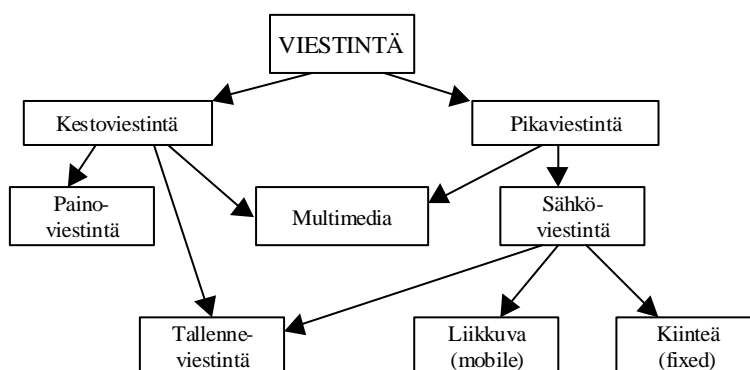 VIESTINTÄ
Kestoviestintä
Pikaviestintä
Paino-
viestintä
Multimedia
Sähkö-
viestintä
Tallenne-
viestintä
Liikkuva
(mobile)
Kiinteä
(fixed)